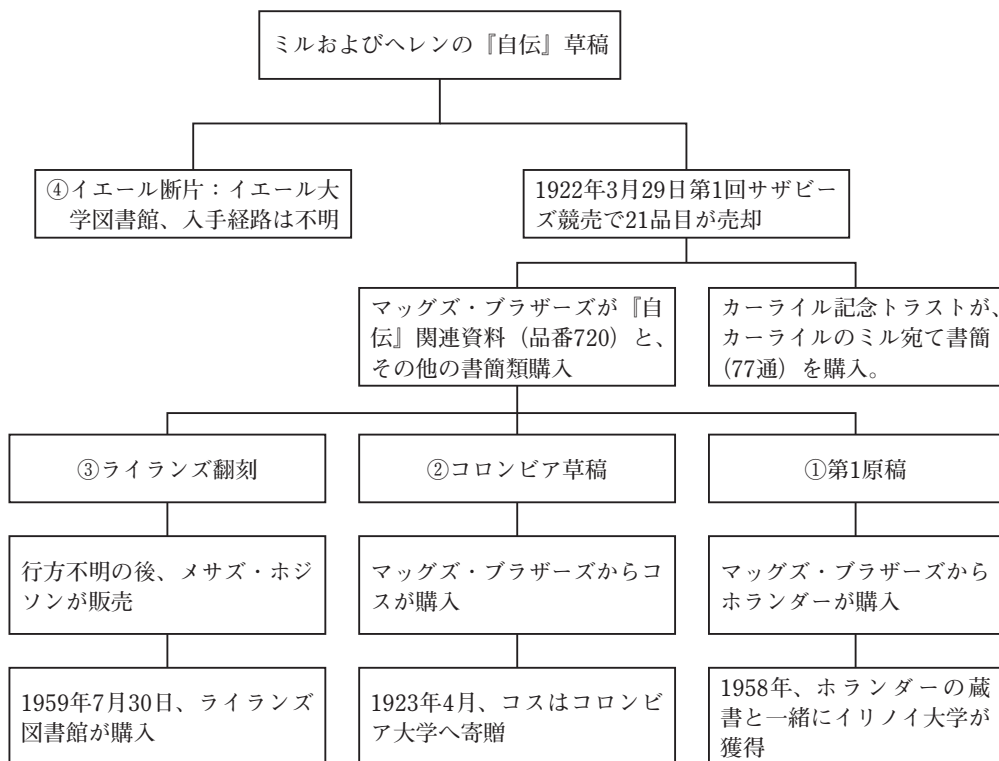 ミルおよびヘレンの『自伝』草稿
④イエール断片：イエール大
学図書館、入手経路は不明
1922年3月29日第1回サザビー
ズ競売で21品目が売却
マッグズ・ブラザーズが『自
伝』関連資料（品番720）と、
その他の書簡類購入
カーライル記念トラストが、
カーライルのミル宛て書簡
（77通）を購入。
③ライランズ翻刻
②コロンビア草稿
①第1原稿
行方不明の後、メサズ・ホジ
ソンが販売
マッグズ・ブラザーズからコ
スが購入
マッグズ・ブラザーズから
ホランダーが購入
1959年7月30日、ライランズ
図書館が購入
1923年4月、コスはコロンビ
ア大学へ寄贈
1958年、ホランダーの蔵
書と一緒にイリノイ大学が
獲得